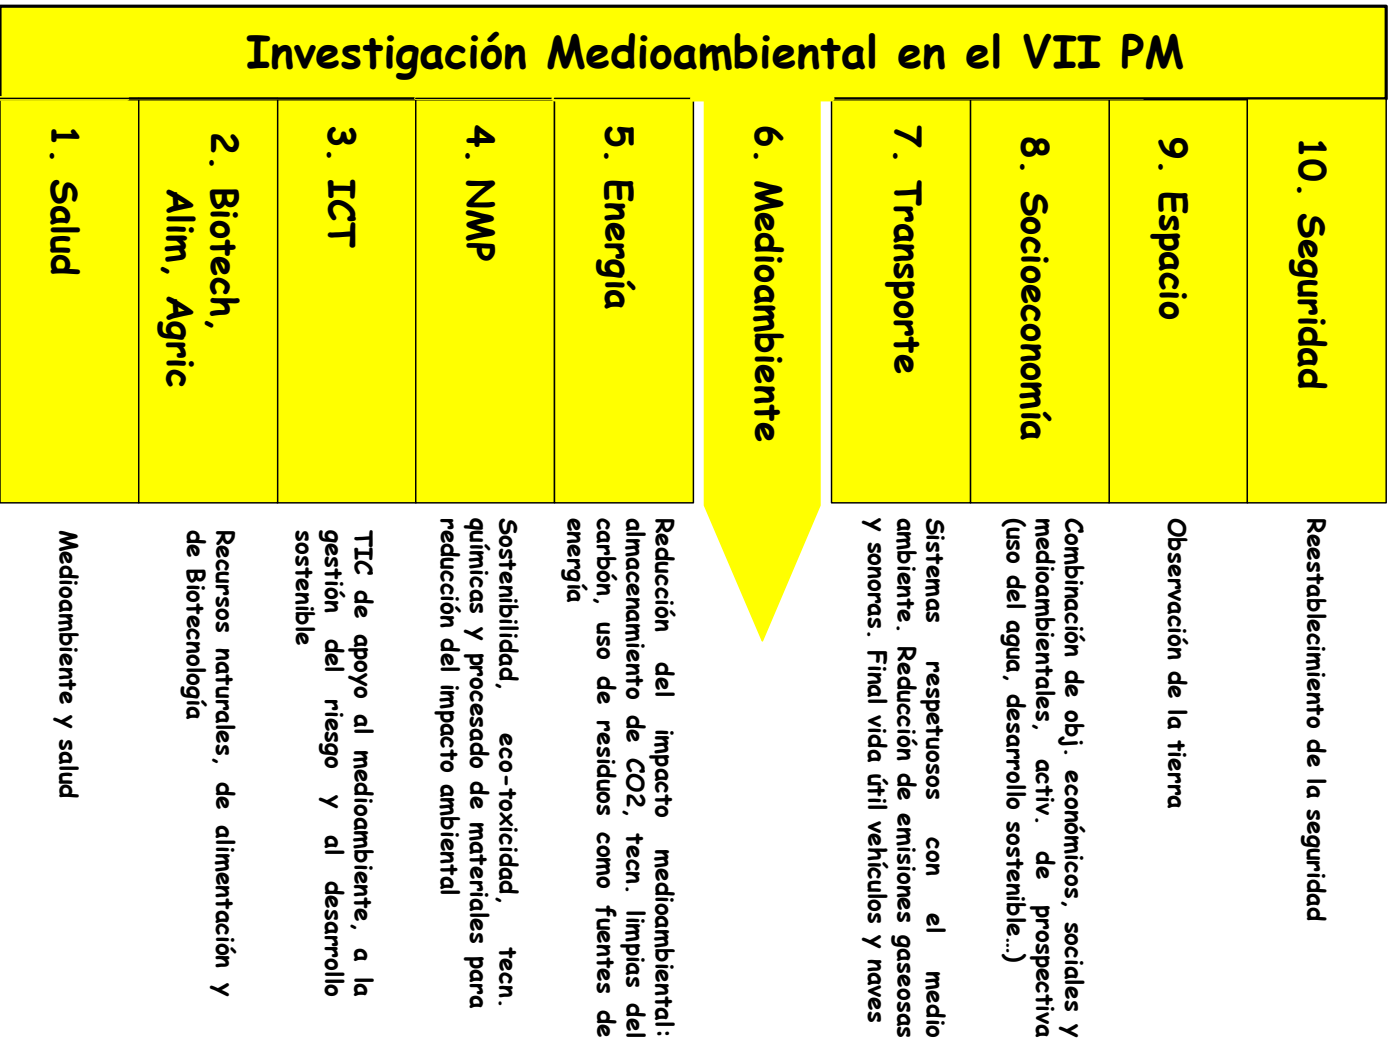 Investigación Medioambiental en el VII PM
1. Salud
2. Biotech,
Alim, Agric
3. ICT
4. NMP
5. Energía
6. Medioambiente
7. Transporte
8. Socioeconomía
9. Espacio
10. Seguridad
Medioambiente y salud
Recursos naturales, de alimentación y
de Biotecnología
TIC de apoyo al medioambiente, a la
gestión del riesgo y al desarrollo
sostenible
Sostenibilidad, eco-toxicidad, tecn.
químicas y procesado de materiales para
reducción del impacto ambiental
Reducción del impacto medioambiental:
almacenamiento de CO2, tecn. limpias del
carbón, uso de residuos como fuentes de
energía
Sistemas respetuosos con el medio
ambiente. Reducción de emisiones gaseosas
y sonoras. Final vida útil vehículos y naves
Combinación de obj. económicos, sociales y
medioambientales, activ. de prospectiva
(uso del agua, desarrollo sostenible…)
Observación de la tierra
Reestablecimiento de la seguridad